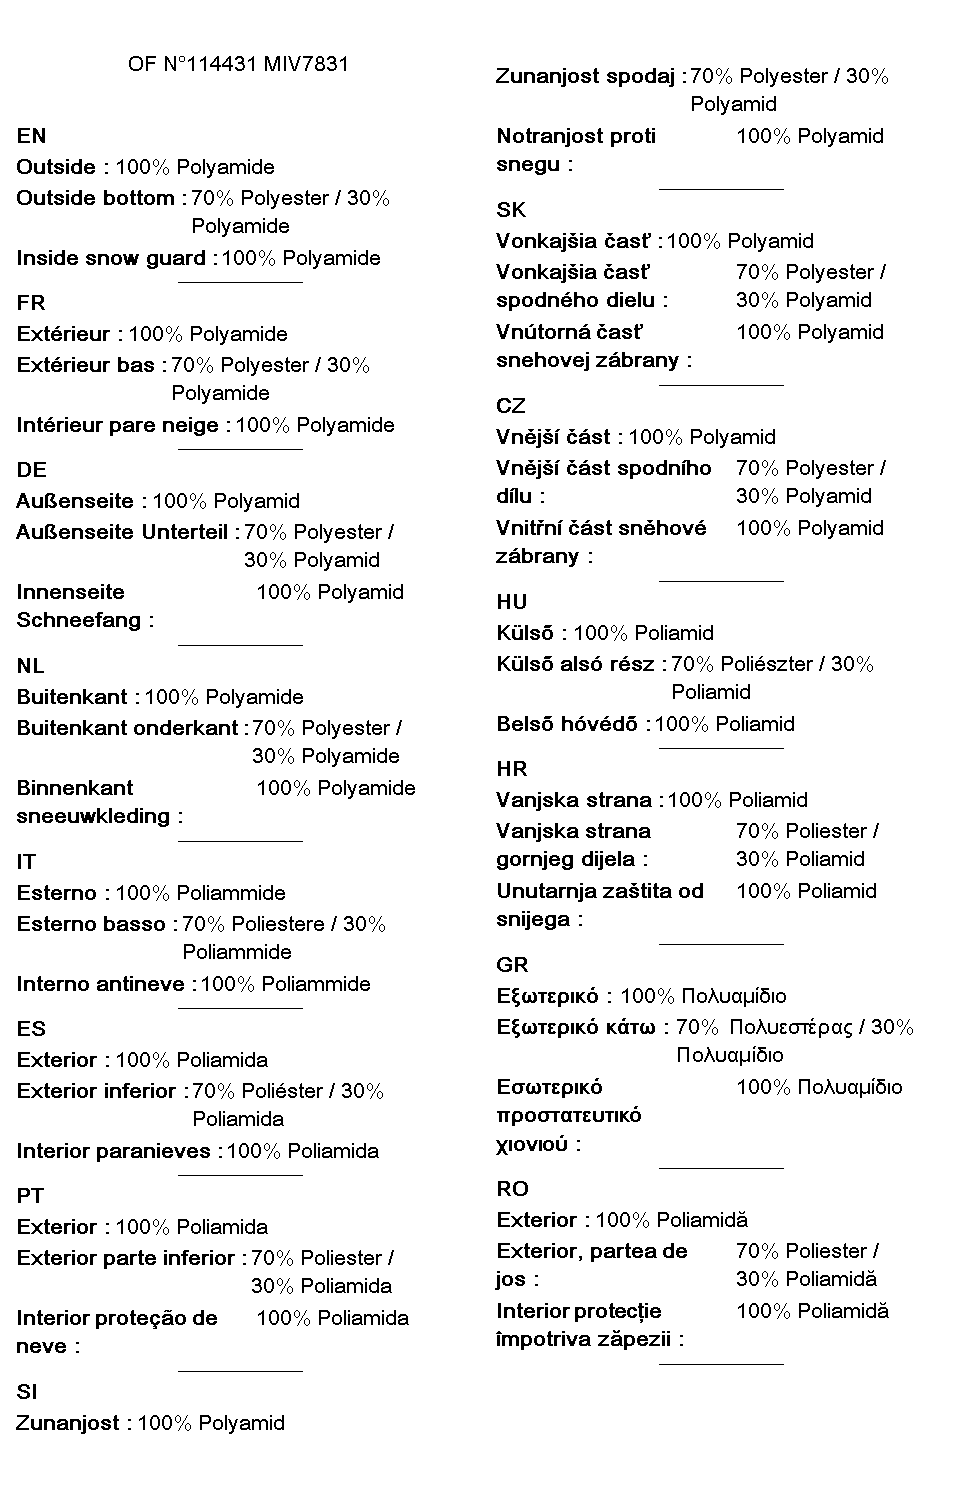 OF N°114431 MIV7831
EN
Outside : 100% Polyamide
Outside bottom : 70% Polyester / 30%
Polyamide
Inside snow guard : 100% Polyamide
FR
Extérieur : 100% Polyamide
Extérieur bas : 70% Polyester / 30%
Polyamide
Intérieur pare neige : 100% Polyamide
DE
Außenseite : 100% Polyamid
Außenseite Unterteil : 70% Polyester /
30% Polyamid
Innenseite 100% Polyamid
Schneefang :
NL
Buitenkant : 100% Polyamide
Buitenkant onderkant : 70% Polyester /
30% Polyamide
Binnenkant 100% Polyamide
sneeuwkleding :
IT
Esterno : 100% Poliammide
Esterno basso : 70% Poliestere / 30%
Poliammide
Interno antineve : 100% Poliammide
ES
Exterior : 100% Poliamida
Exterior inferior : 70% Poliéster / 30%
Poliamida
Interior paranieves : 100% Poliamida
PT
Exterior : 100% Poliamida
Exterior parte inferior : 70% Poliester /
30% Poliamida
Interior proteção de 100% Poliamida
neve :
SI
Zunanjost : 100% Polyamid
Zunanjost spodaj : 70% Polyester / 30%
Polyamid
Notranjost proti 100% Polyamid
snegu :
SK
Vonkajšia časť : 100% Polyamid
Vonkajšia časť 70% Polyester /
spodného dielu : 30% Polyamid
Vnútorná časť 100% Polyamid
snehovej zábrany :
CZ
Vnější část : 100% Polyamid
Vnější část spodního 70% Polyester /
dílu : 30% Polyamid
Vnitřní část sněhové 100% Polyamid
zábrany :
HU
Külsõ : 100% Poliamid
Külsõ alsó rész : 70% Poliészter / 30%
Poliamid
Belsõ hóvédõ : 100% Poliamid
HR
Vanjska strana : 100% Poliamid
Vanjska strana 70% Poliester /
gornjeg dijela : 30% Poliamid
Unutarnja zaštita od 100% Poliamid
snijega :
GR
Εξωτερικό : 100% Πολυαμίδιο
Εξωτερικό κάτω : 70% Πολυεστέρας / 30%
Πολυαμίδιο
Εσωτερικό 100% Πολυαμίδιο
προστατευτικό
χιονιού :
RO
Exterior : 100% Poliamidă
Exterior, partea de 70% Poliester /
jos : 30% Poliamidă
Interior protecție 100% Poliamidă
împotriva zăpezii :